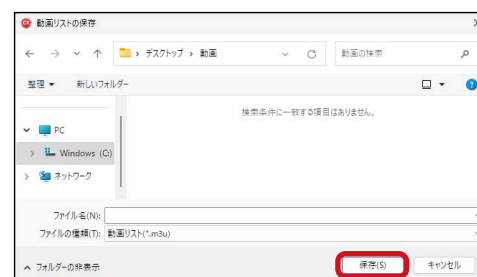 動画リストの保存
デスクトップ › 動画
動画の検索
整理 新しいフォルダー
検索条件に一致する項目はありません。
PC
Windows (C:)
ネットワーク
ファイル名(N):
ファイルの種類(T): 動画リスト(*.m3u)
フォルダーの非表示
保存(S) キャンセル